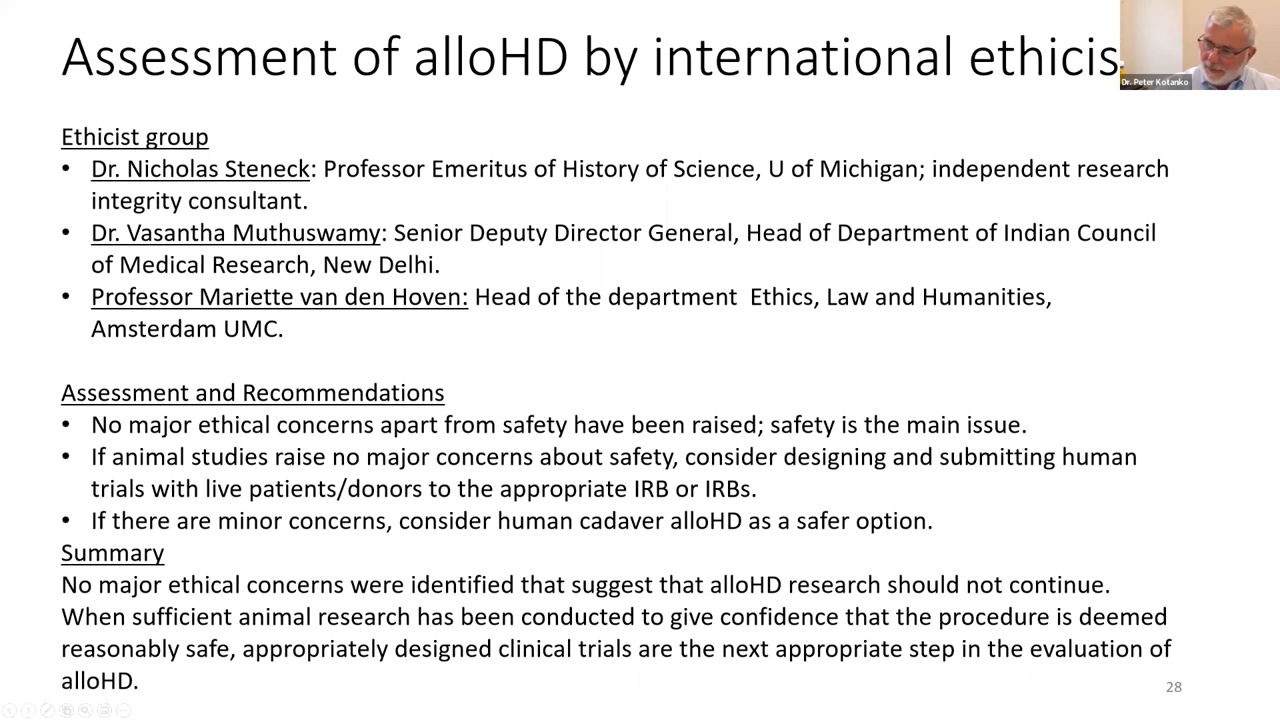 Assessment of alloHD by international ethicis
Dr. Peter Kotanko
Ethicist group
• Dr. Nicholas Steneck: Professor Emeritus of History of Science, U of Michigan; independent research
integrity consultant.
• Dr. Vasantha Muthuswamy: Senior Deputy Director General, Head of Department of Indian Council
of Medical Research, New Delhi.
• Professor Mariette van den Hoven: Head of the department Ethics, Law and Humanities,
Amsterdam UMC.
Assessment and Recommendations
• No major ethical concerns apart from safety have been raised; safety is the main issue.
• If animal studies raise no major concerns about safety, consider designing and submitting human
trials with live patients/donors to the appropriate IRB or IRBs.
• If there are minor concerns, consider human cadaver alloHD as a safer option.
Summary
No major ethical concerns were identified that suggest that alloHD research should not continue.
When sufficient animal research has been conducted to give confidence that the procedure is deemed
reasonably safe, appropriately designed clinical trials are the next appropriate step in the evaluation of
alloHD.
28